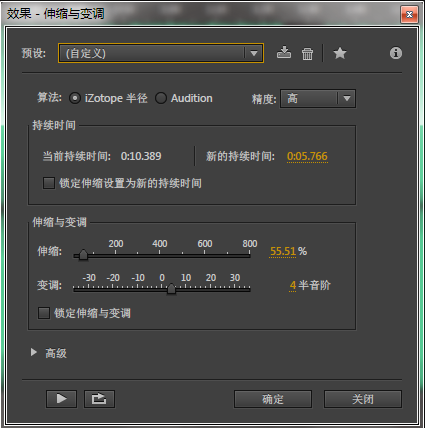 效果 - 伸缩与变调
预设: (自定义)
算法: iZotope 半径 Audition 精度: 高
持续时间
当前持续时间: 0:10.389 新的持续时间: 0:05.766
锁定伸缩设置为新的持续时间
伸缩与变调
200 400 600 800
伸缩: 55.51 %
-30 -20 -10 0 10 20 30
变调: 4 半音阶
锁定伸缩与变调
高级
确定 关闭